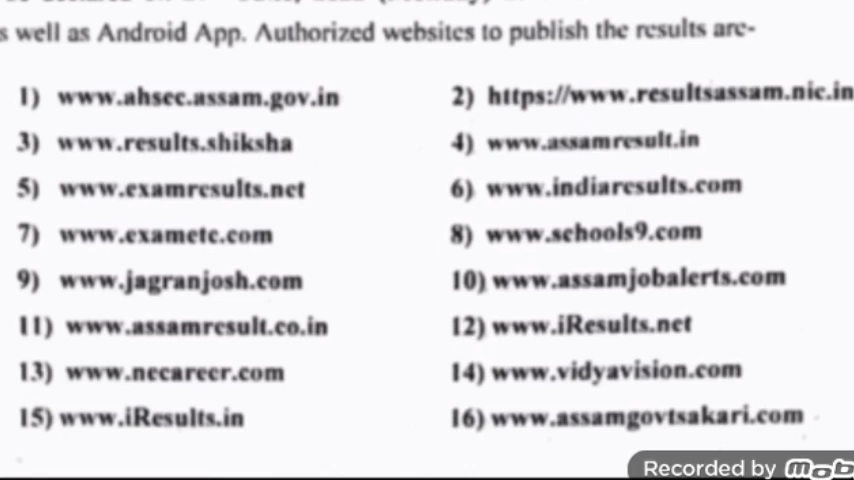 s well as Android App. Authorized websites to publish the results are-
1) www.ahsec.assam.gov.in 2) https://www.resultsassam.nic.in
3) www.results.shiksha 4) www.assamresult.in
5) www.examresults.net 6) www.indiaresults.com
7) www.exametc.com 8) www.schools9.com
9) www.jagranjosh.com 10) www.assamjobalerts.com
11) www.assamresult.co.in 12) www.iResults.net
13) www.necareer.com 14) www.vidyavision.com
15) www.iResults.in 16) www.assamgovtsakari.com
Recorded by mob